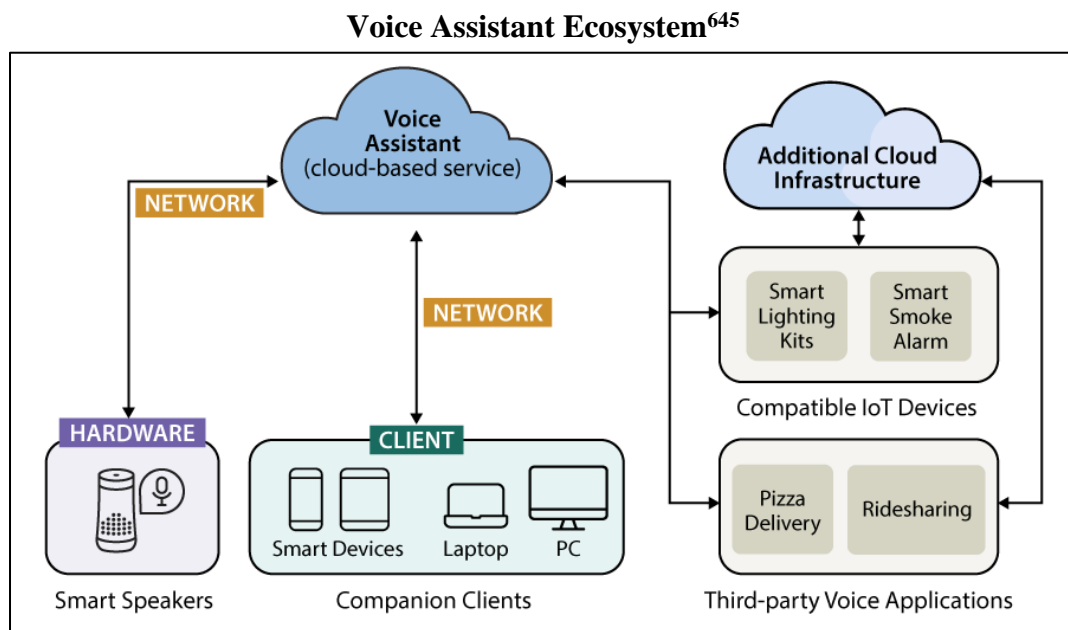 Voice Assistant Ecosystem645
Voice
Assistant
(cloud-based service)
Additional Cloud
Infrastructure
NETWORK
NETWORK
Smart
Lighting
Kits
Smart
Smoke
Alarm
Compatible IoT Devices
HARDWARE
CLIENT
Smart Devices
Laptop
PC
Pizza
Delivery
Ridesharing
Smart Speakers
Companion Clients
Third-party Voice Applications